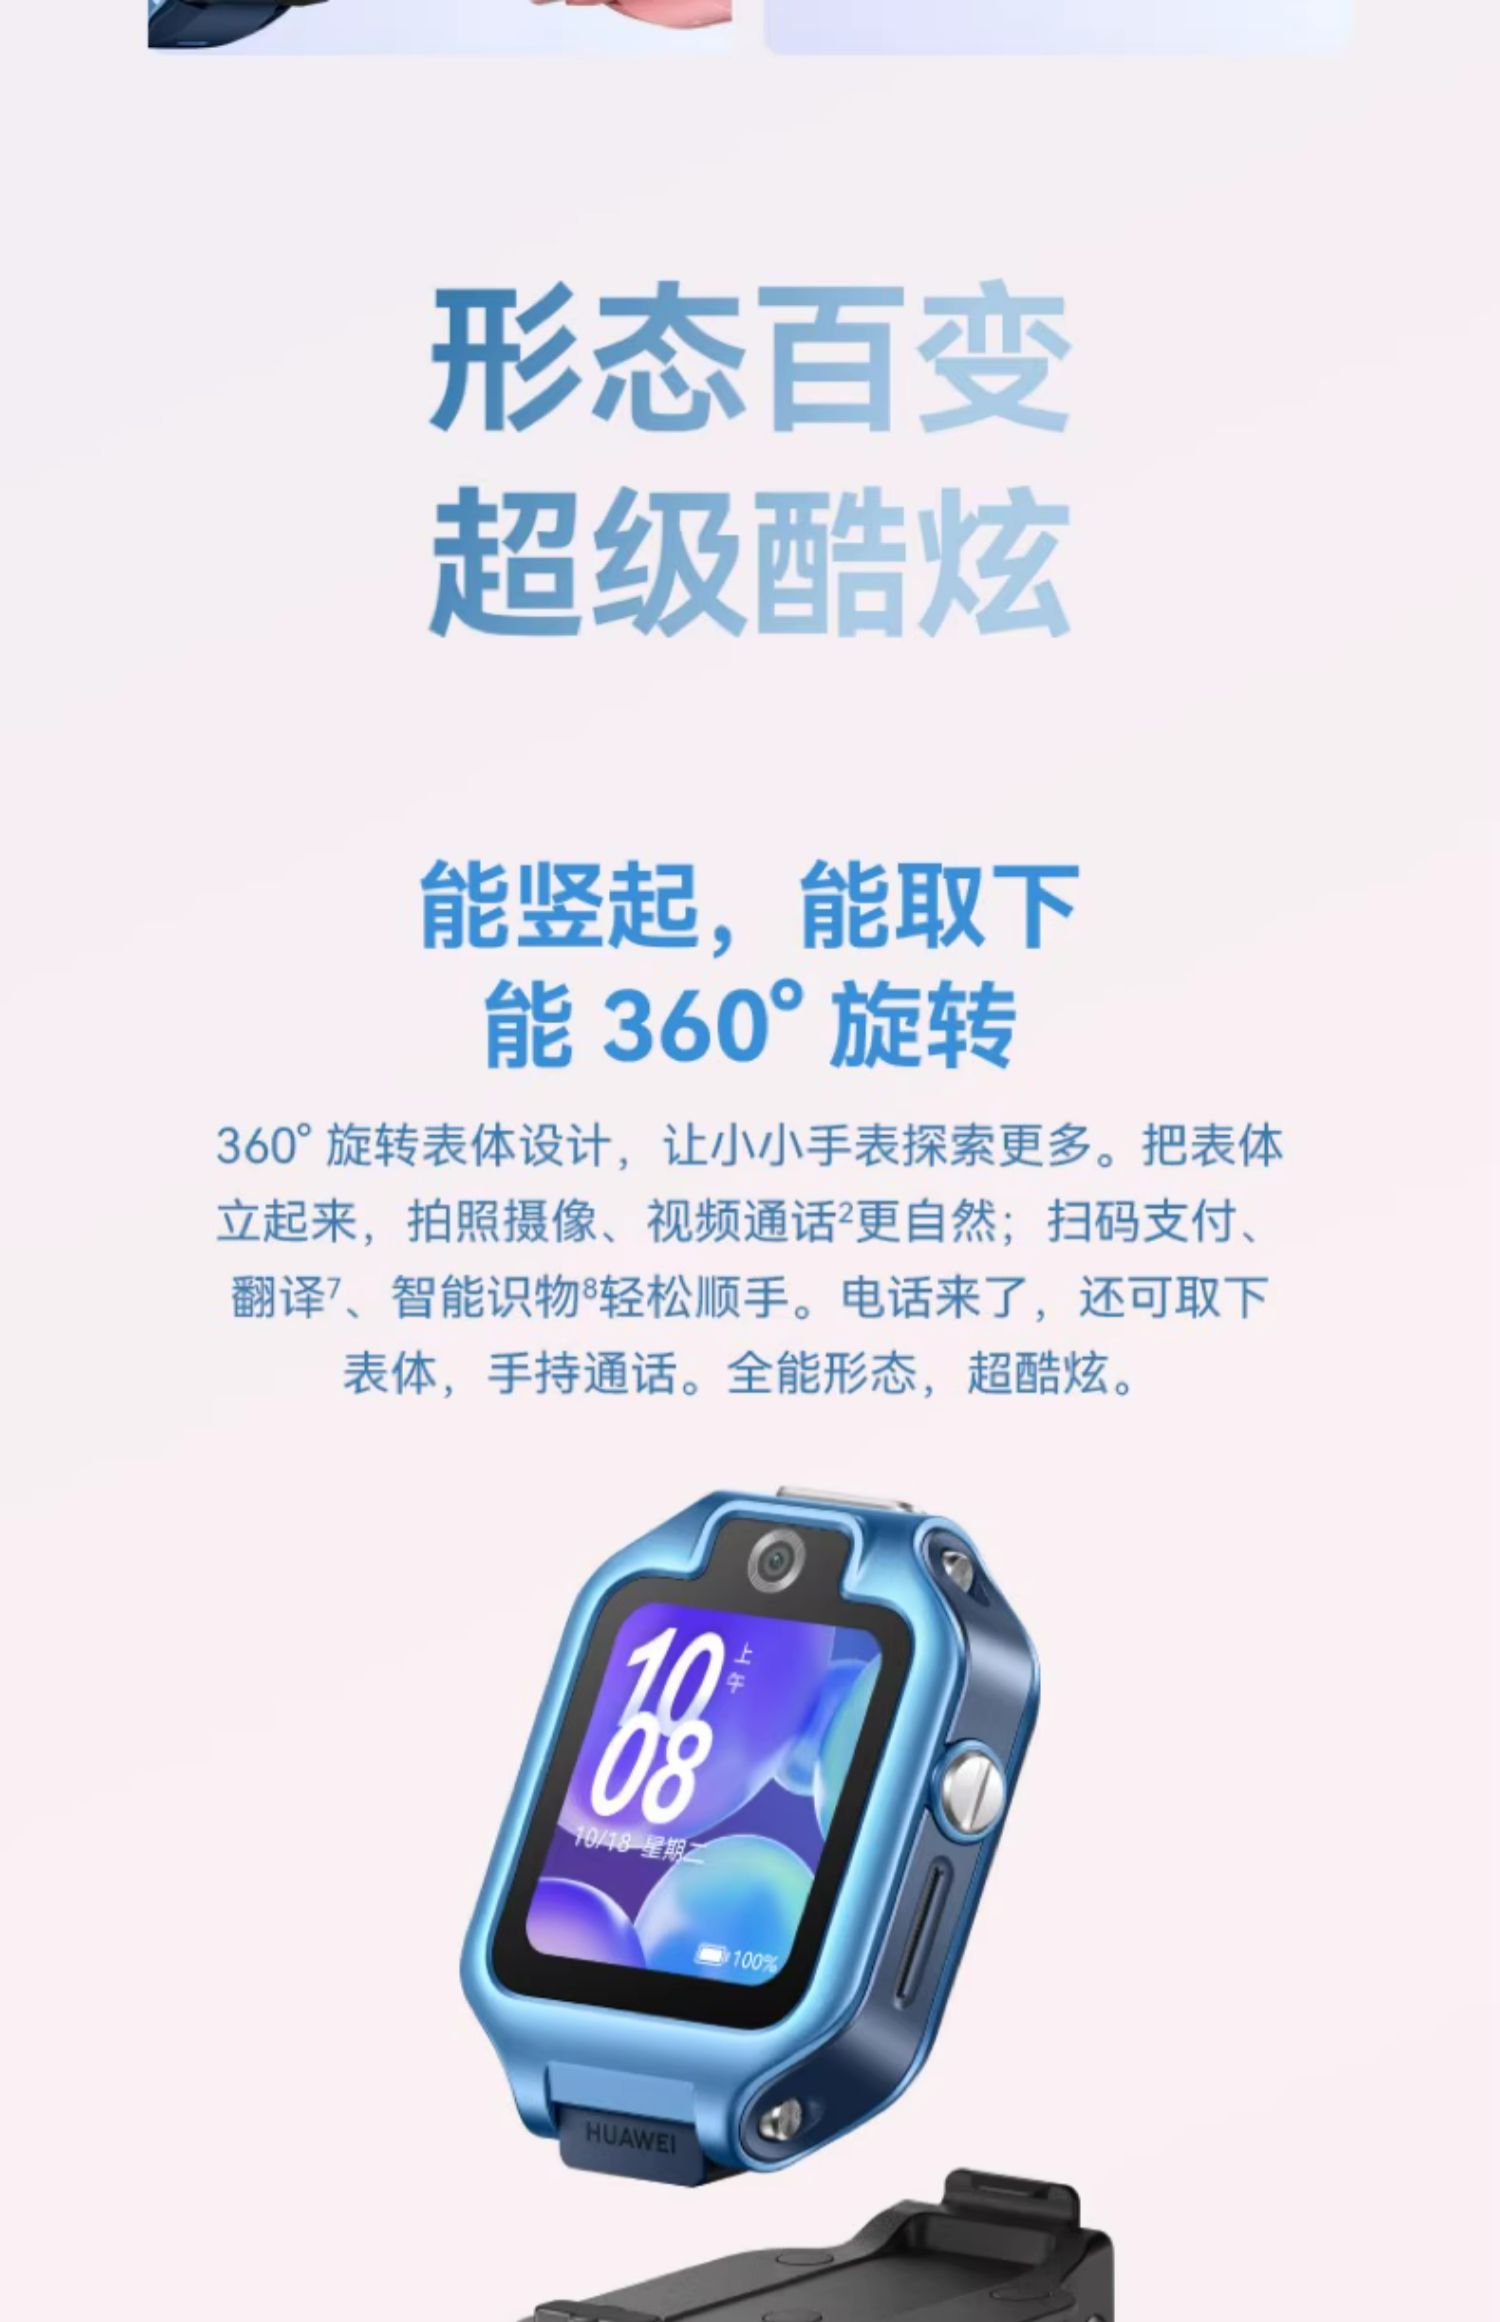 形态百变
超级酷炫
能竖起，能取下
能 360° 旋转
360° 旋转表体设计，让小小手表探索更多。把表体
立起来，拍照摄像、视频通话²更自然；扫码支付、
翻译⁷、智能识物⁸轻松顺手。电话来了，还可取下
表体，手持通话。全能形态，超酷炫。
10
上午
08
10/18 星期二
100%
HUAWEI